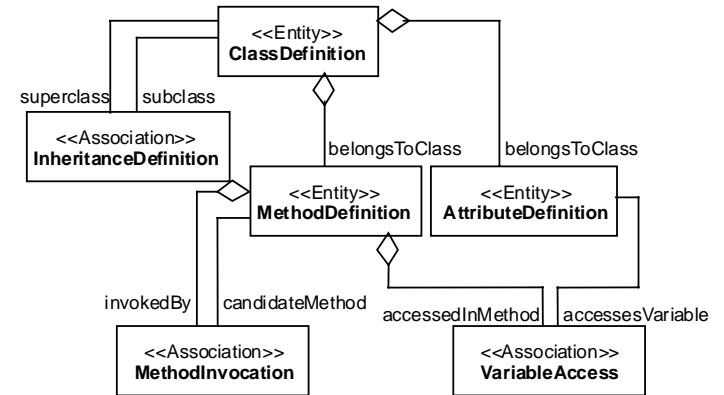 <<Entity>>
ClassDefinition
superclass
subclass
<<Association>>
InheritanceDefinition
belongsToClass
belongsToClass
<<Entity>>
MethodDefinition
<<Entity>>
AttributeDefinition
invokedBy
candidateMethod
accessedInMethod
accessesVariable
<<Association>>
MethodInvocation
<<Association>>
VariableAccess